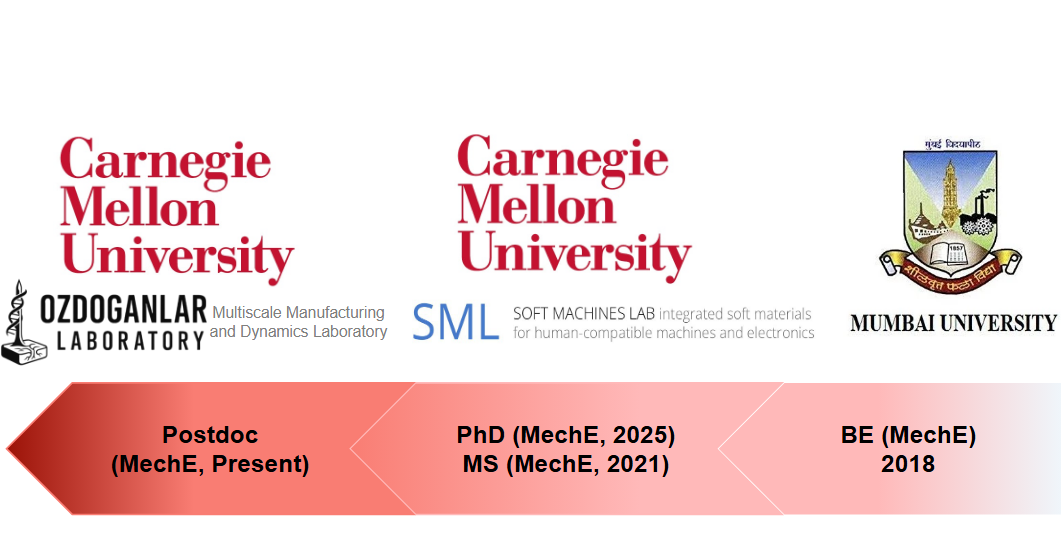 Carnegie
Mellon
University
OZDOGANLAR
LABORATORY
Multiscale Manufacturing
and Dynamics Laboratory
Carnegie
Mellon
University
SML
SOFT MACHINES LAB integrated soft materials
for human-compatible machines and electronics
मुंबई विद्यापीठ
1857
शीलवृत्त फला विद्या
MUMBAI UNIVERSITY
Postdoc
(MechE, Present)
PhD (MechE, 2025)
MS (MechE, 2021)
BE (MechE)
2018